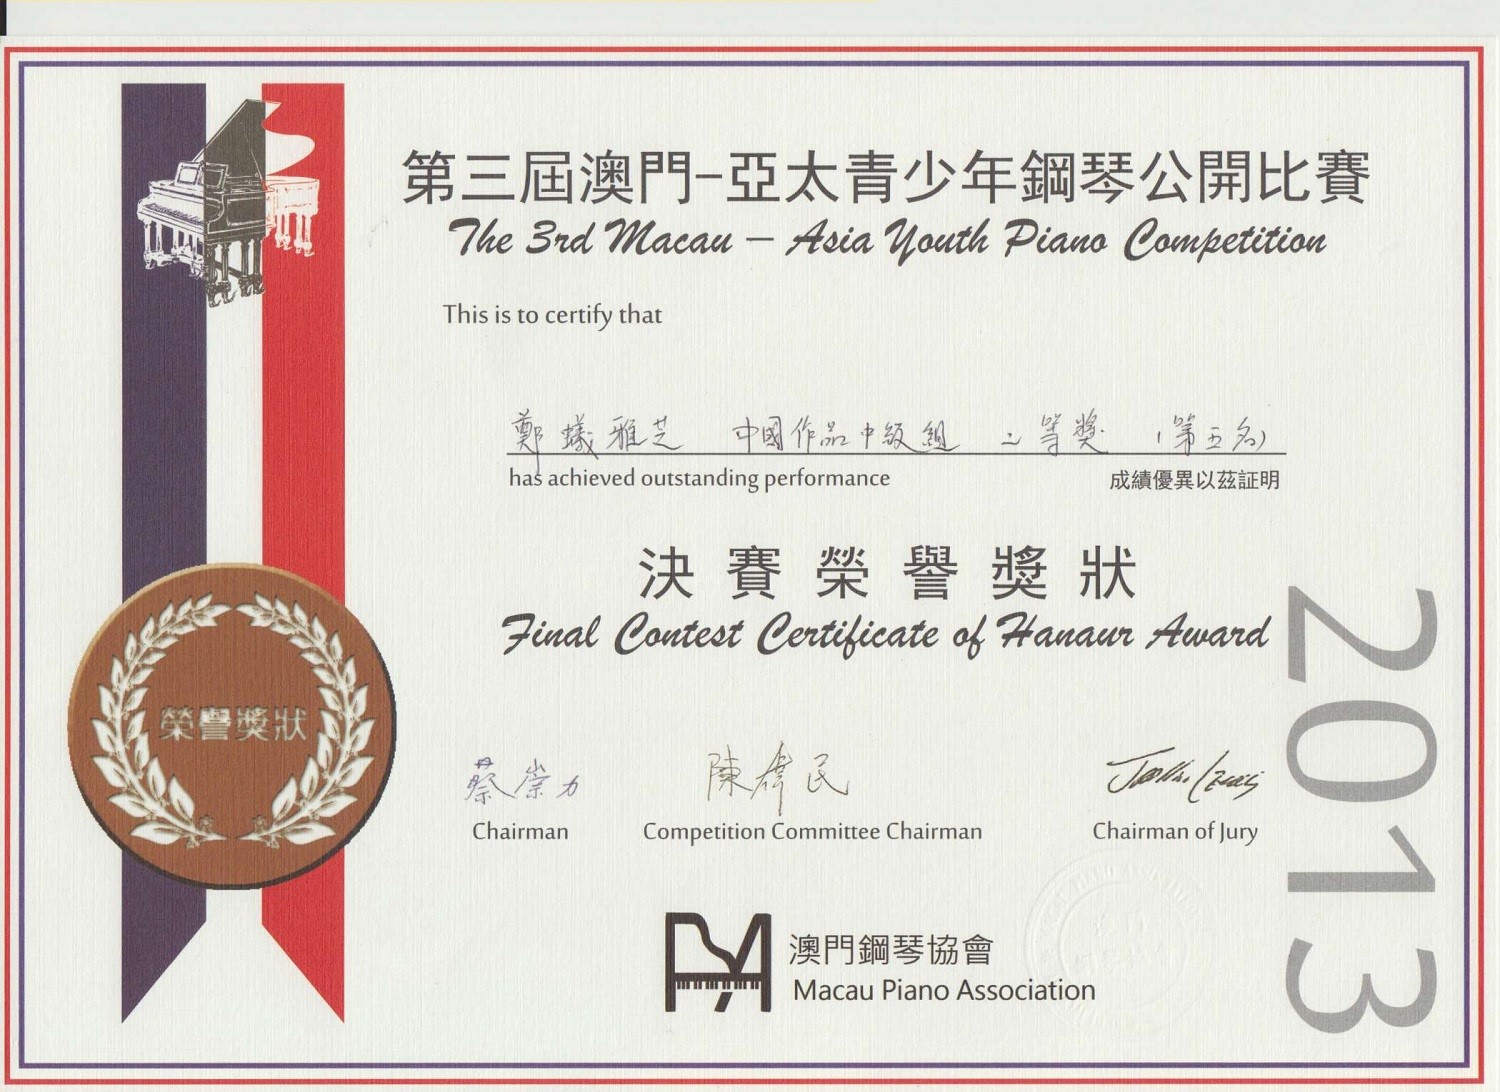 第三屆澳門-亞太青少年鋼琴公開比賽
The 3rd Macau – Asia Youth Piano Competition
This is to certify that
鄭蟻雅芝 中國作品中級組 二等獎 (第五名)
has achieved outstanding performance 成績優異以茲証明
決賽榮譽獎狀
Final Contest Certificate of Hanaur Award
榮譽獎狀
2013
陳偉民
Chairman Competition Committee Chairman Chairman of Jury
澳門鋼琴協會
Macau Piano Association